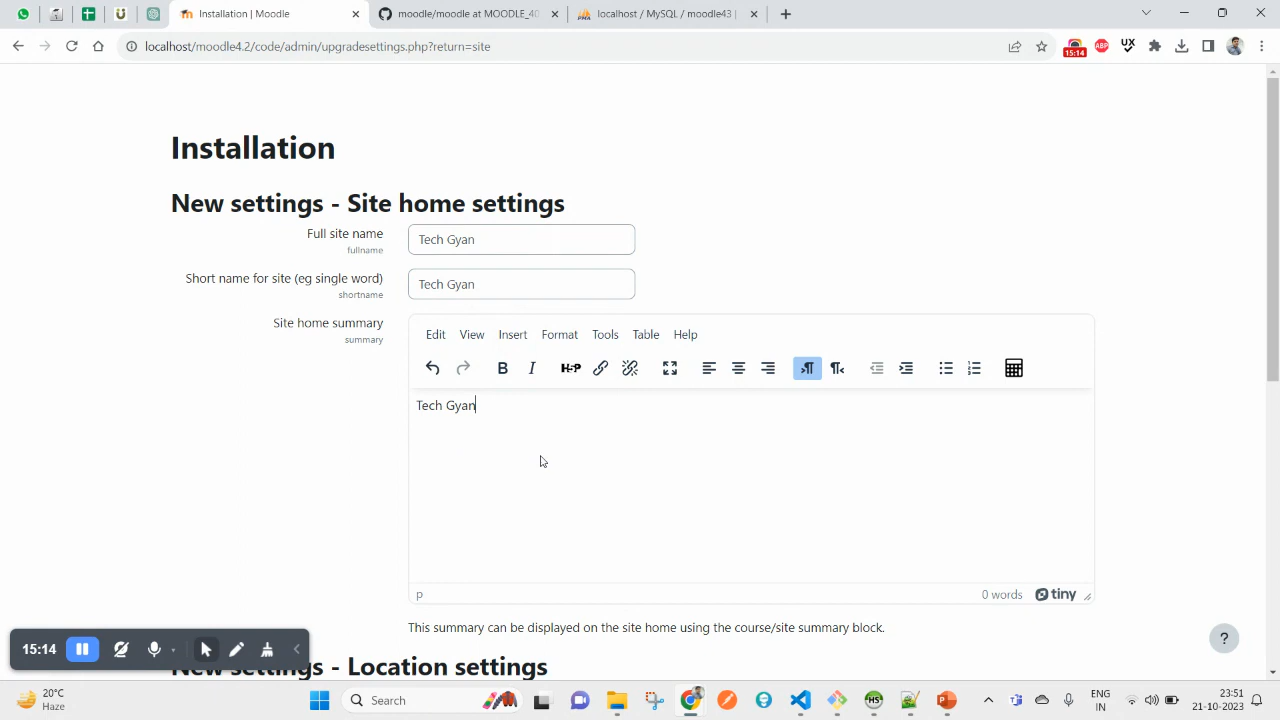 Installation | Moodle
moodle/moodle at MOODLE_40
localhost / MySQL / moodle43 |
localhost/moodle4.2/code/admin/upgradesettings.php?return=site
15:14
ABP
UX
Installation
New settings - Site home settings
Full site name
fullname
Tech Gyan
Short name for site (eg single word)
shortname
Tech Gyan
Site home summary
summary
Edit View Insert Format Tools Table Help
B I H-P
Tech Gyan
p
0 words
tiny
This summary can be displayed on the site home using the course/site summary block.
?
15:14
New settings - Location settings
20°C
Haze
Search
ENG
IN
23:51
21-10-2023